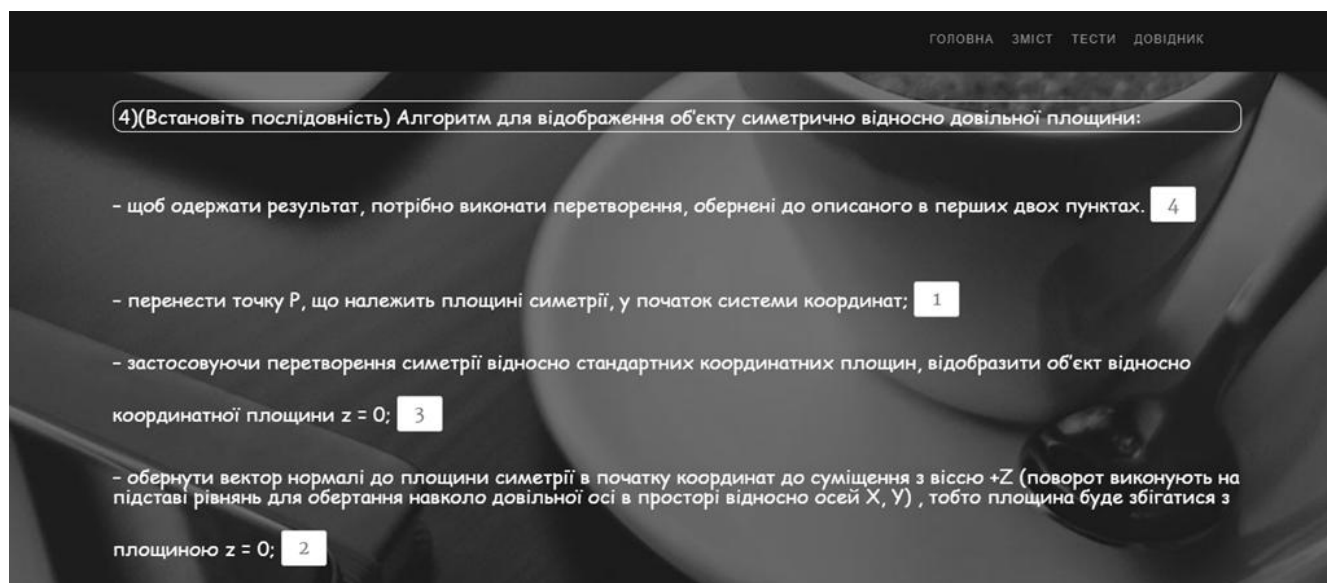 ГОЛОВНА ЗМІСТ ТЕСТИ ДОВІДНИК
4)(Встановіть послідовність) Алгоритм для відображення об'єкту симетрично відносно довільної площини:
– щоб одержати результат, потрібно виконати перетворення, обернені до описаного в перших двох пунктах. 4
– перенести точку P, що належить площині симетрії, у початок системи координат; 1
– застосовуючи перетворення симетрії відносно стандартних координатних площин, відобразити об'єкт відносно
координатної площини z = 0; 3
– обернути вектор нормалі до площини симетрії в початку координат до суміщення з віссю +Z (поворот виконують на
підставі рівнянь для обертання навколо довільної осі в просторі відносно осей X, Y) , тобто площина буде збігатися з
площиною z = 0; 2